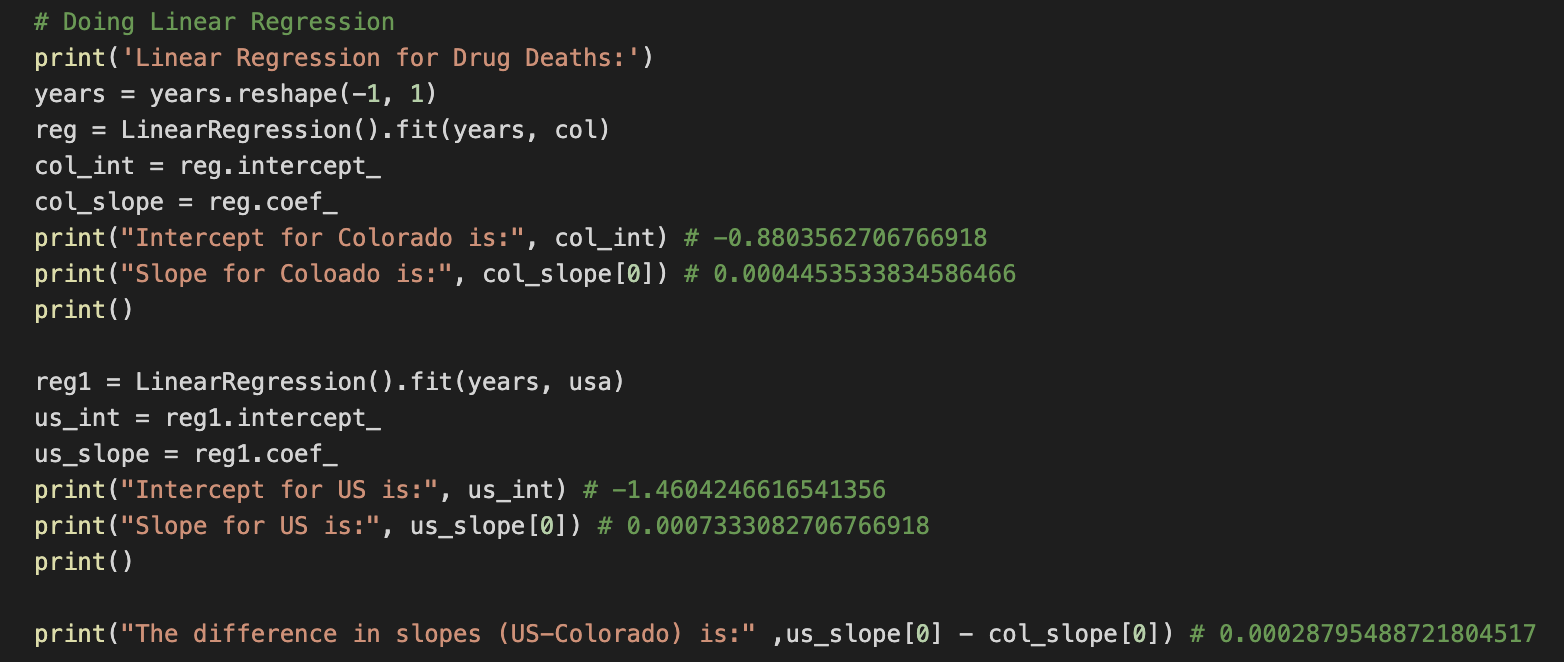 # Doing Linear Regression
print('Linear Regression for Drug Deaths:')
years = years.reshape(-1, 1)
reg = LinearRegression().fit(years, col)
col_int = reg.intercept_
col_slope = reg.coef_
print("Intercept for Colorado is:", col_int) # -0.8803562706766918
print("Slope for Coloado is:", col_slope[0]) # 0.0004453533834586466
print()
reg1 = LinearRegression().fit(years, usa)
us_int = reg1.intercept_
us_slope = reg1.coef_
print("Intercept for US is:", us_int) # -1.4604246616541356
print("Slope for US is:", us_slope[0]) # 0.0007333082706766918
print()
print("The difference in slopes (US-Colorado) is:" ,us_slope[0] - col_slope[0]) # 0.00028795488721804517